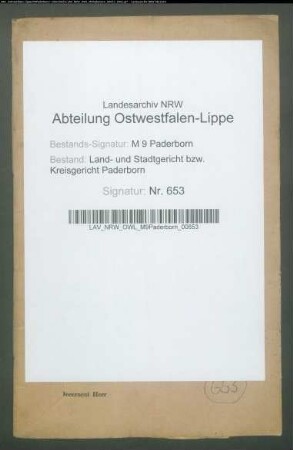 Landesarchiv NRW
Abteilung Ostwestfalen-Lippe
Bestands-Signatur: M 9 Paderborn
Bestand: Land- und Stadtgericht bzw.
Kreisgericht Paderborn
Signatur: Nr. 653
LAV_NRW_OWL_M9Paderborn_00653
653